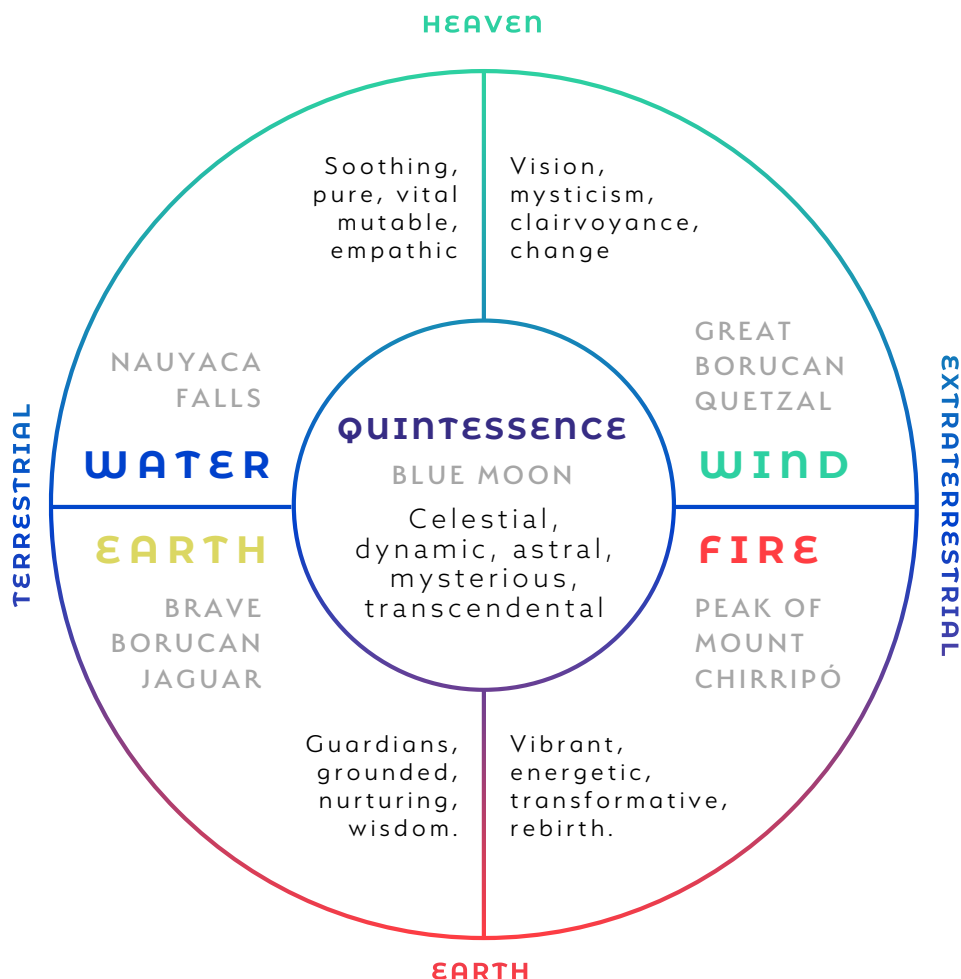 HEAVEN
Soothing,
pure, vital
mutable,
empathic
Vision,
mysticism,
clairvoyance,
change
NAUYACA
FALLS
WATER
GREAT
BORUCAN
QUETZAL
WIND
TERRESTRIAL
QUINTESSENCE
BLUE MOON
Celestial,
dynamic, astral,
mysterious,
transcendental
EXTRATERRESTRIAL
EARTH
BRAVE
BORUCAN
JAGUAR
FIRE
PEAK OF
MOUNT
CHIRRIPÓ
Guardians,
grounded,
nurturing,
wisdom.
Vibrant,
energetic,
transformative,
rebirth.
EARTH